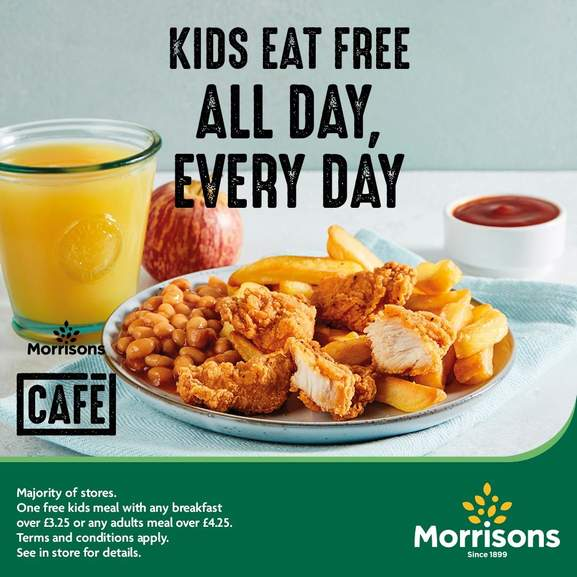 KIDS EAT FREE
ALL DAY,
EVERY DAY
Morrisons
CAFÉ
Majority of stores.
One free kids meal with any breakfast
over £3.25 or any adults meal over £4.25.
Terms and conditions apply.
See in store for details.
Morrisons
Since 1899